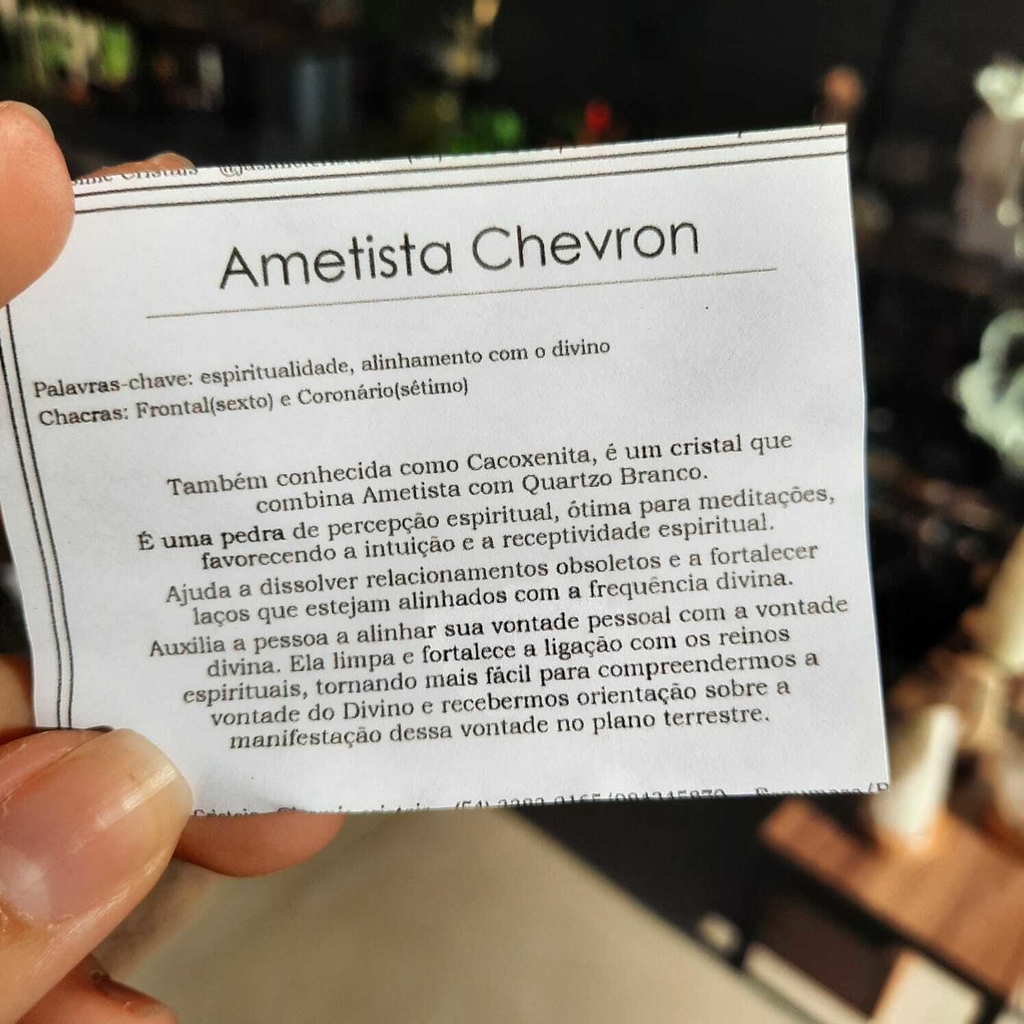 Cristais
Ametista Chevron
Palavras-chave: espiritualidade, alinhamento com o divino
Chacras: Frontal(sexto) e Coronário(sétimo)
Também conhecida como Cacoxenita, é um cristal que
combina Ametista com Quartzo Branco.
É uma pedra de percepção espiritual, ótima para meditações,
favorecendo a intuição e a receptividade espiritual.
Ajuda a dissolver relacionamentos obsoletos e a fortalecer
laços que estejam alinhados com a frequência divina.
Auxilia a pessoa a alinhar sua vontade pessoal com a vontade
divina. Ela limpa e fortalece a ligação com os reinos
espirituais, tornando mais fácil para compreendermos a
vontade do Divino e recebermos orientação sobre a
manifestação dessa vontade no plano terrestre.